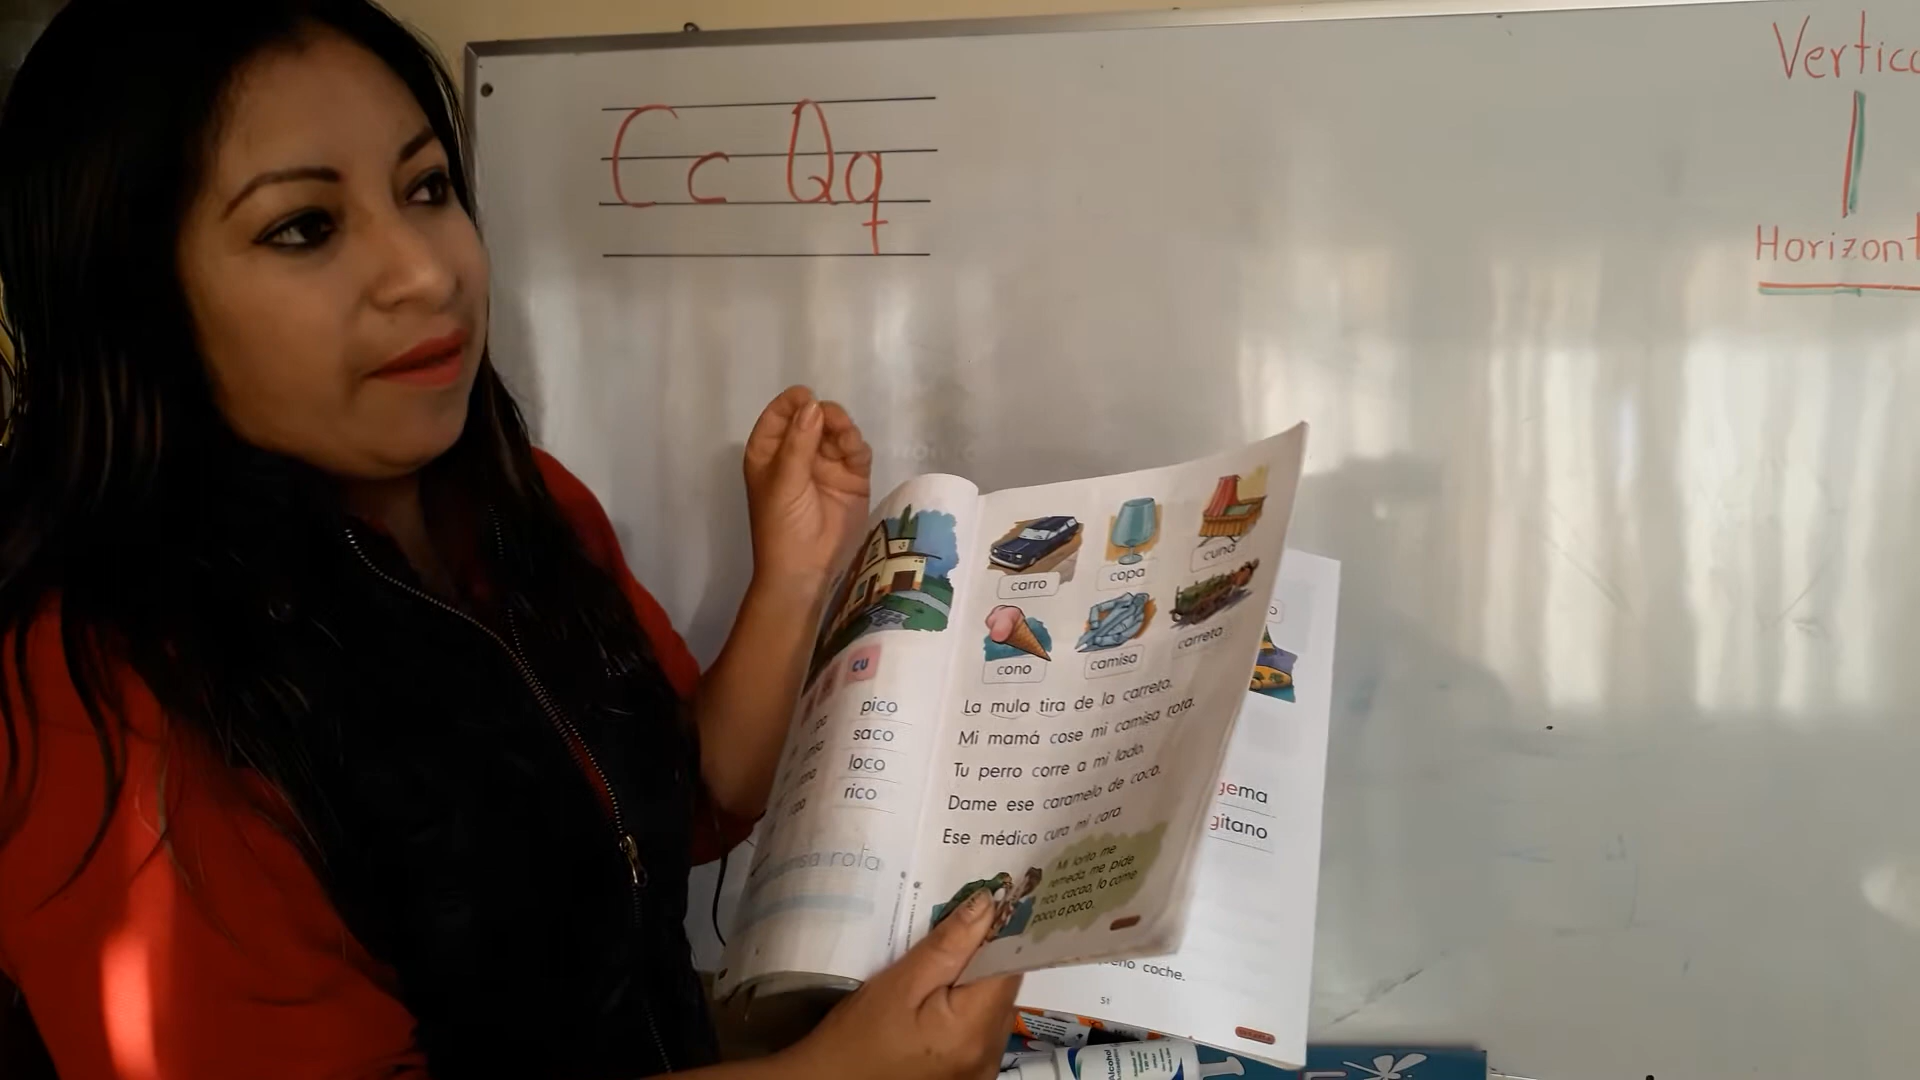 C c Q q
Vertic
Horizont
cu
pico
saco
loco
rico
rota
carro
copa
cuna
cono
camisa
carreta
La mula tira de la carreta.
Mi mamá cose mi camisa rota.
Tu perro corre a mi lado.
Dame ese caramelo de coco.
Ese médico cura mi cara.
Mi lorito me
remeda, me pide
rico cacao, lo come
poco a poco.
gema
gitano
coche.
51
Alcohol